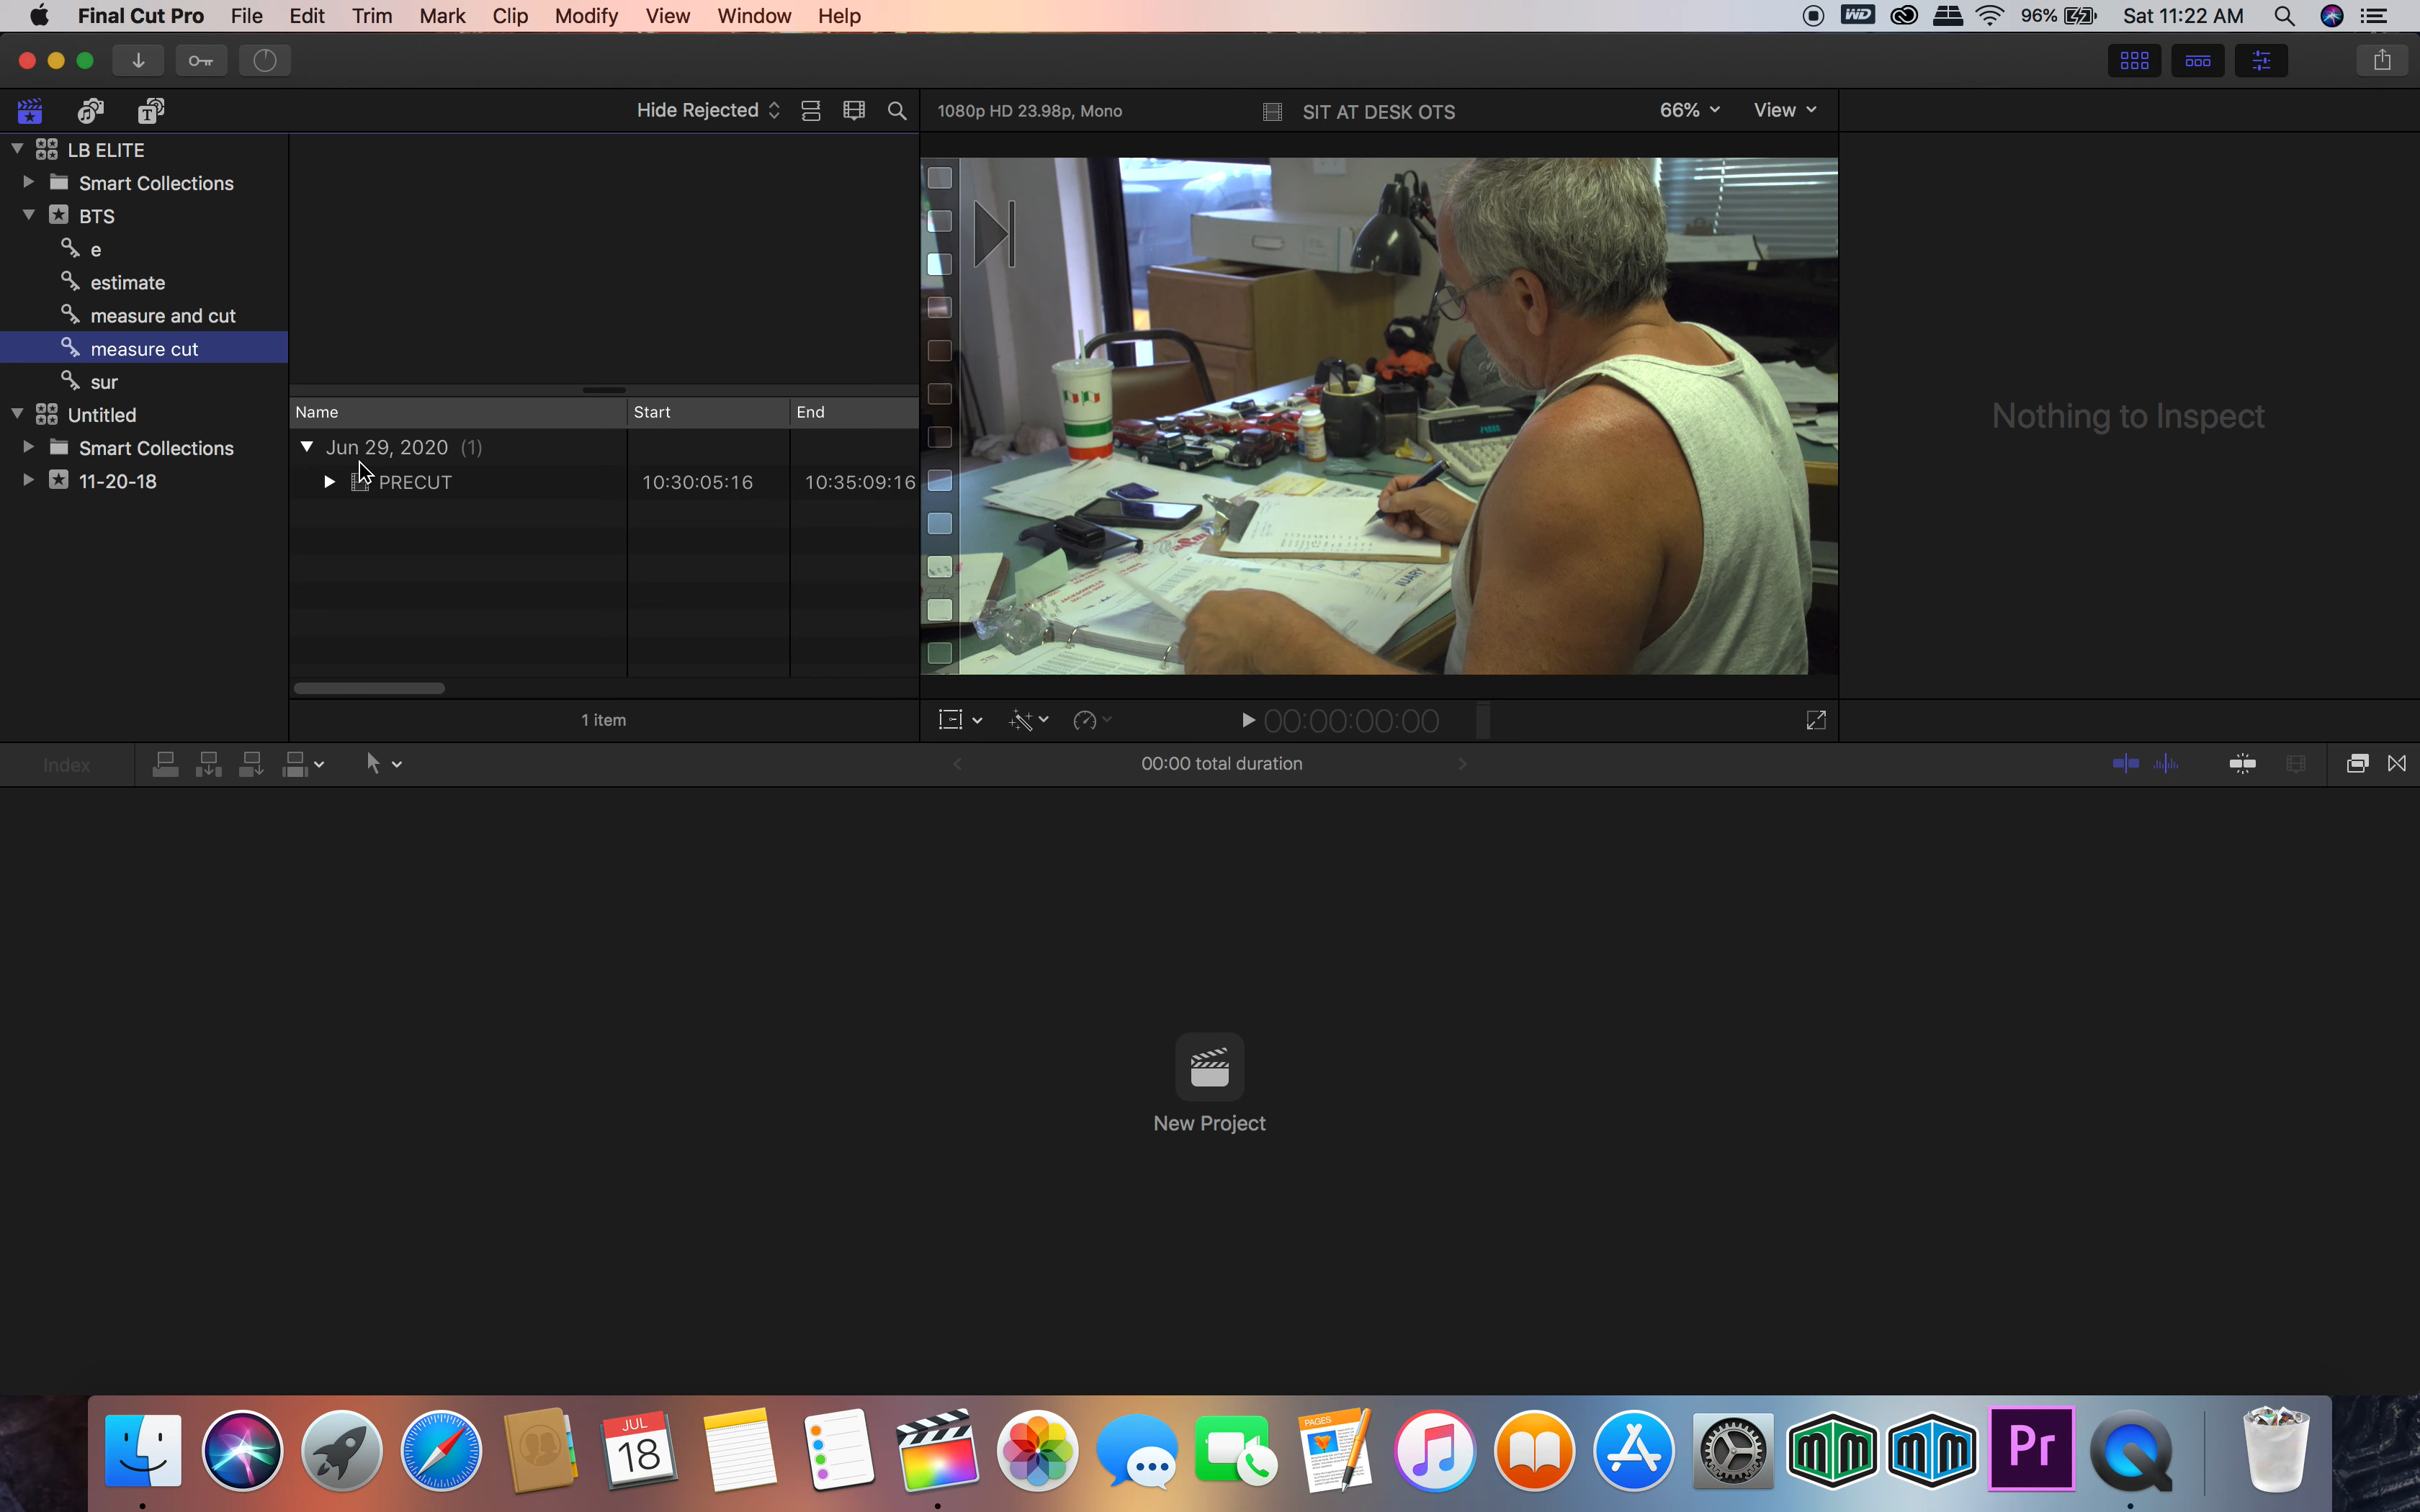 Final Cut Pro File Edit Trim Mark Clip Modify View Window Help
WD 96% Sat 11:22 AM
Hide Rejected
1080p HD 23.98p, Mono
SIT AT DESK OTS
66% View
LB ELITE
Smart Collections
BTS
e
estimate
measure and cut
measure cut
sur
Untitled
Smart Collections
11-20-18
Name Start End
Jun 29, 2020 (1)
PRECUT 10:30:05:16 10:35:09:16
1 item
UARY
Nothing to Inspect
00:00:00:00
Index
00:00 total duration
New Project
JUL
18
PAGES
Pr